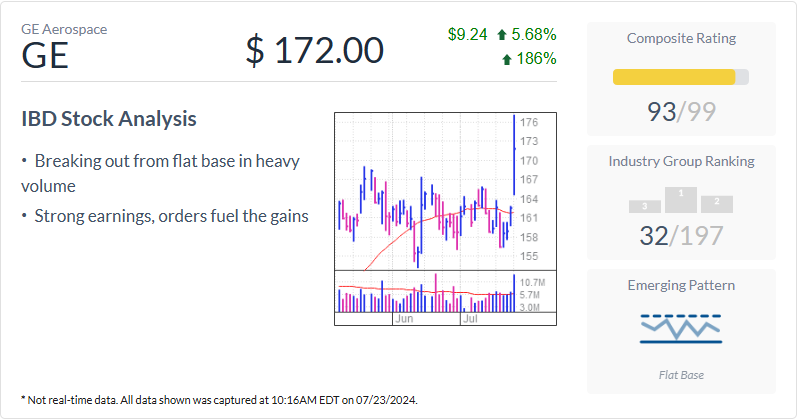 GE Aerospace
GE
$ 172.00
$9.24 5.68%
186%
IBD Stock Analysis
• Breaking out from flat base in heavy
volume
• Strong earnings, orders fuel the gains
176
173
170
167
164
161
158
155
10.7M
5.7M
3.0M
Jun Jul
Composite Rating
93/99
Industry Group Ranking
3 1 2
32/197
Emerging Pattern
Flat Base
* Not real-time data. All data shown was captured at 10:16AM EDT on 07/23/2024.